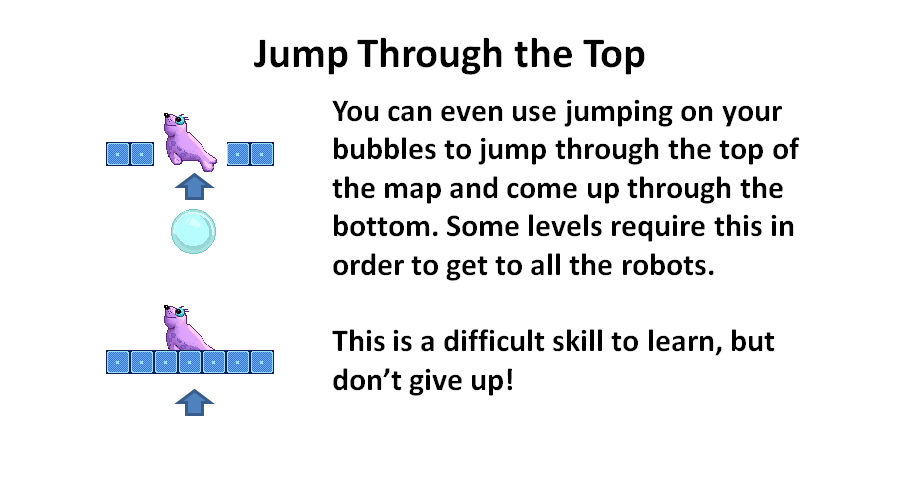 Jump Through the Top
You can even use jumping on your
bubbles to jump through the top of
the map and come up through the
bottom. Some levels require this in
order to get to all the robots.
This is a difficult skill to learn, but
don’t give up!